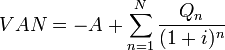 VAN = −A + \sum_{n=1}^{N} \frac{Q_n}{(1 + i)^n}